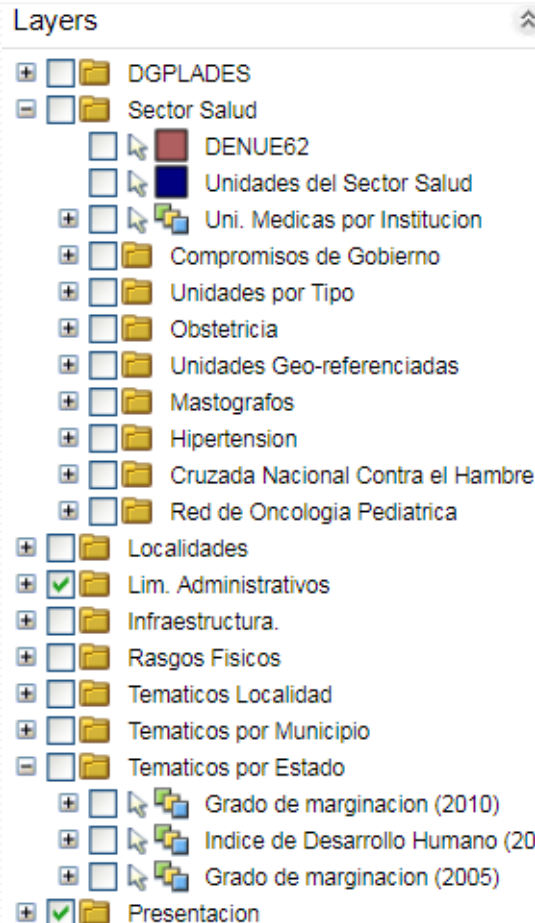 Layers
DGPLADES
Sector Salud
DENUE62
Unidades del Sector Salud
Uni. Medicas por Institucion
Compromisos de Gobierno
Unidades por Tipo
Obstetricia
Unidades Geo-referenciadas
Mastografos
Hipertension
Cruzada Nacional Contra el Hambre
Red de Oncologia Pediatrica
Localidades
Lim. Administrativos
Infraestructura.
Rasgos Fisicos
Tematicos Localidad
Tematicos por Municipio
Tematicos por Estado
Grado de marginacion (2010)
Indice de Desarrollo Humano (20
Grado de marginacion (2005)
Presentacion